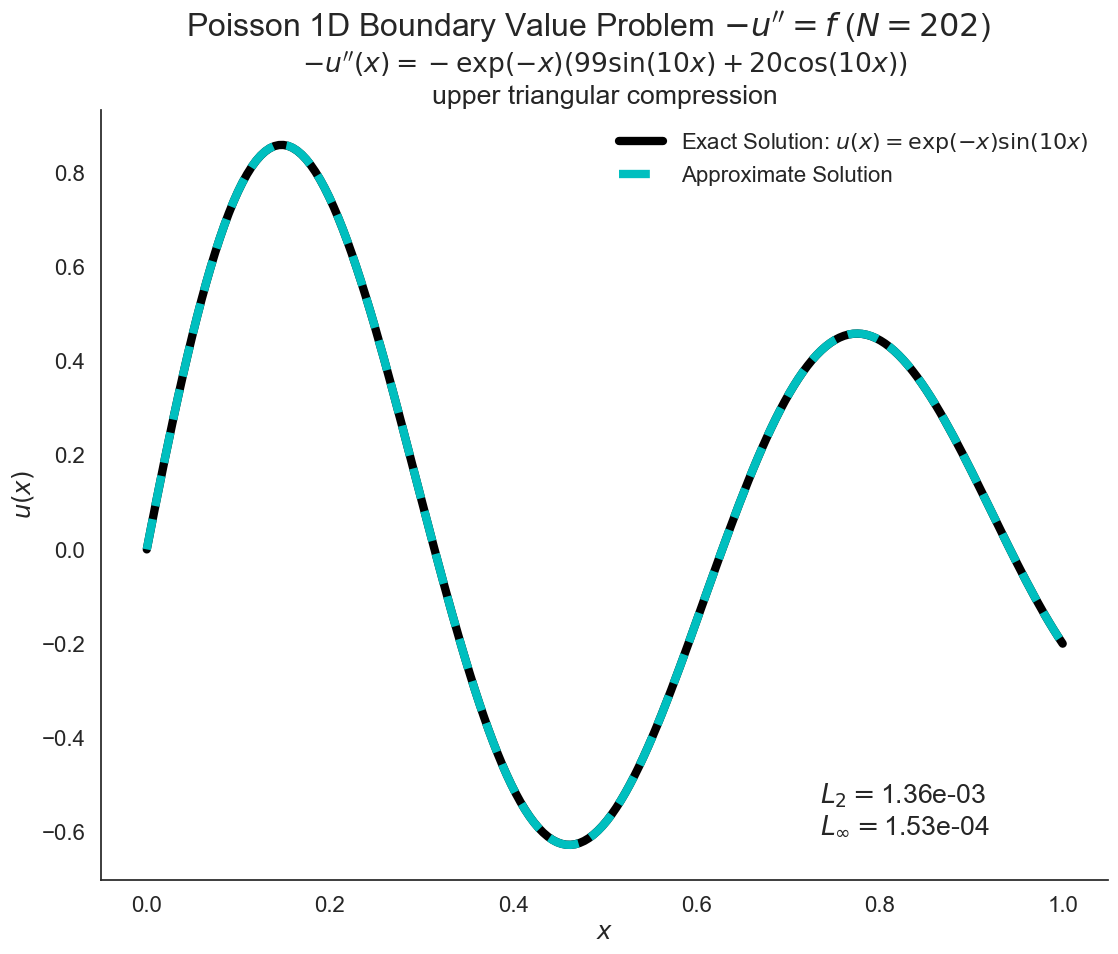 Poisson 1D Boundary Value Problem −u′′ = f (N = 202)
−u′′(x) = − exp(−x)(99sin(10x) + 20cos(10x))
upper triangular compression
Exact Solution: u(x) = exp(−x)sin(10x)
Approximate Solution
0.8
0.6
0.4
0.2
0.0
−0.2
−0.4
−0.6
u(x)
L₂ = 1.36e-03
L∞ = 1.53e-04
0.0 0.2 0.4 0.6 0.8 1.0
x